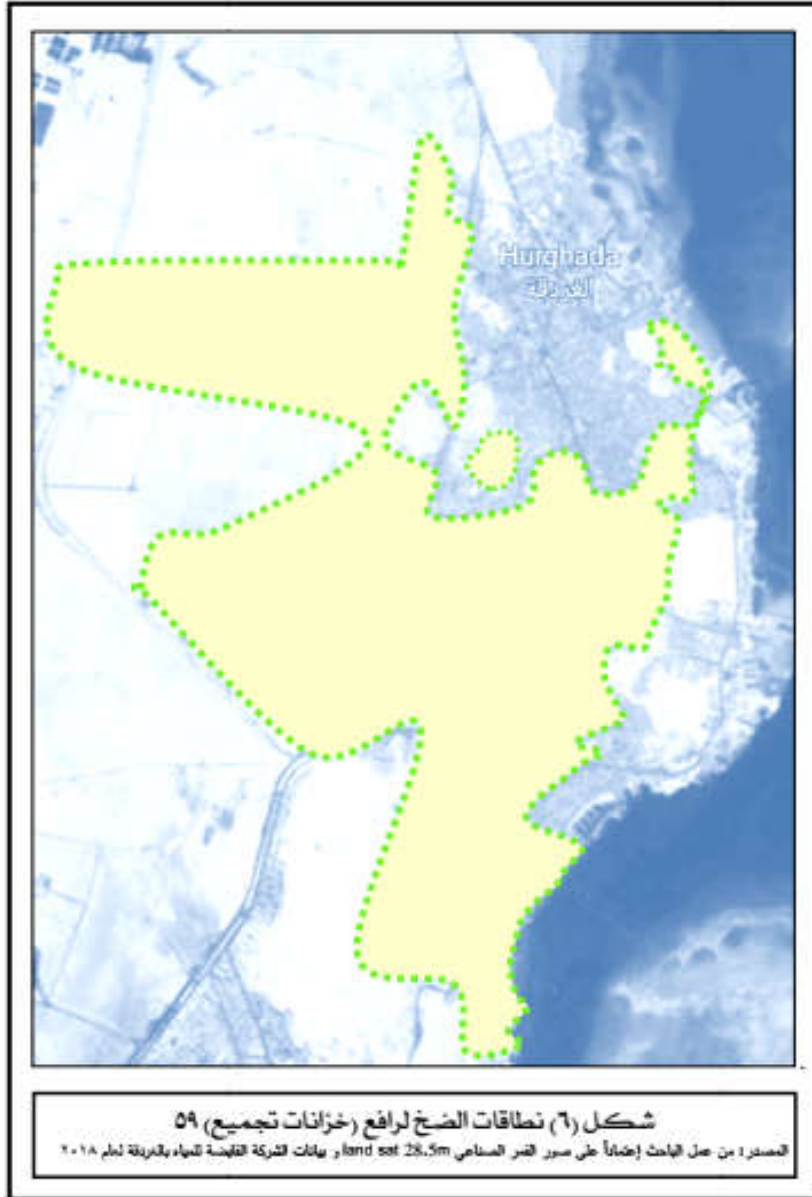 Hurghada
الغردقة
شكل (٦) نطاقات الضخ لرافع (خزانات تجميع) ٥٩
المصدر: من عمل الباحث إعتماداً على صور القمر الصناعي land sat 28.5m و بيانات الشركة القابضة للمياه بالغردقة لعام ٢٠١٨